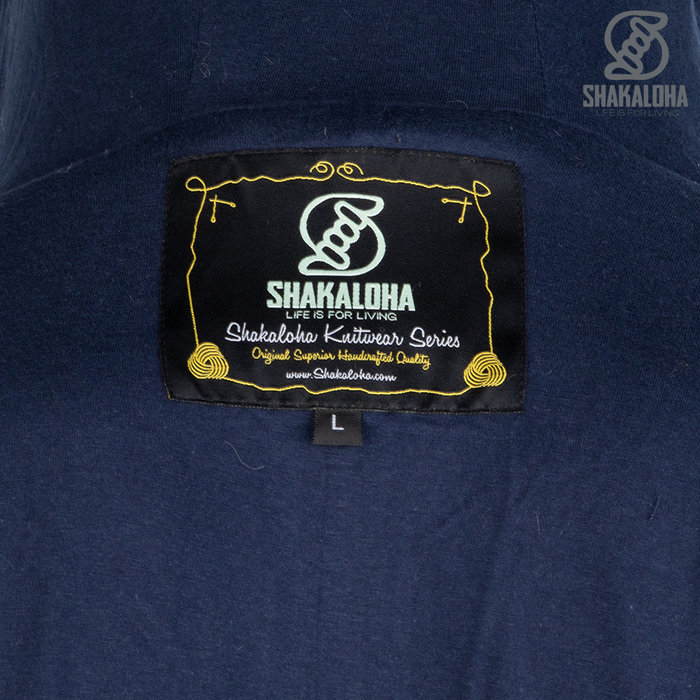 SHAKALOHA
LIFE IS FOR LIVING
SHAKALOHA
LIFE IS FOR LIVING
Shakaloha Knitwear Series
Original Superior Handcrafted Quality
www.Shakaloha.com
L